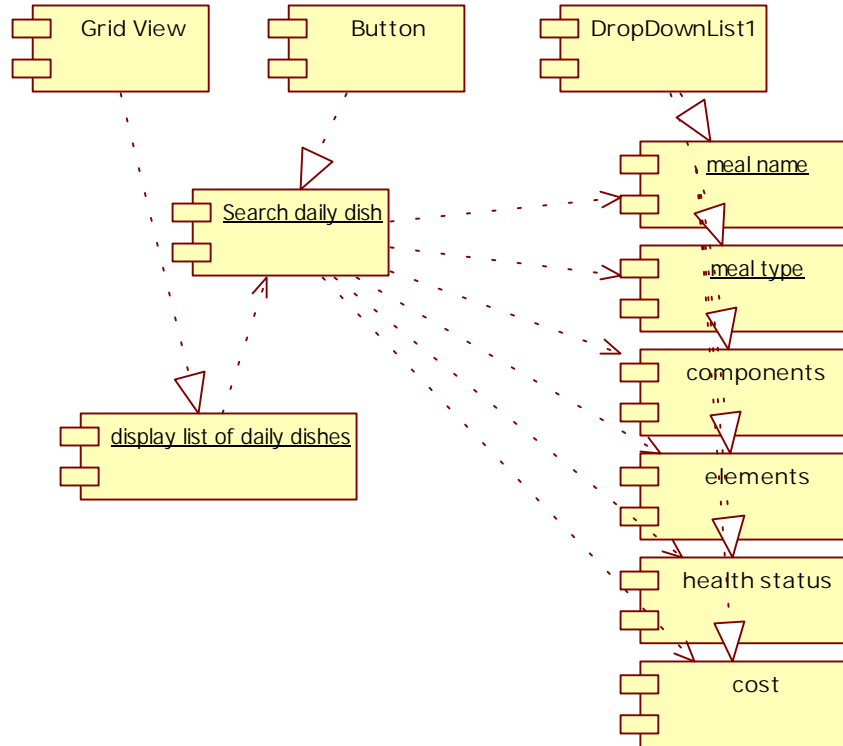 Grid View
Button
DropDownList1
meal name
Search daily dish
meal type
components
display list of daily dishes
elements
health status
cost